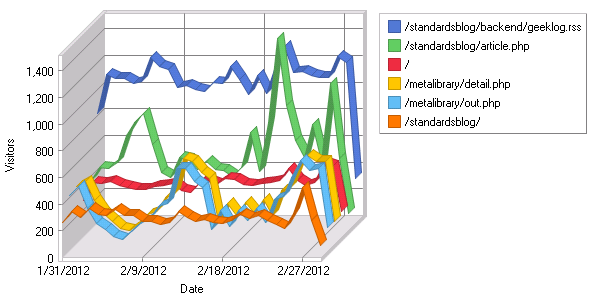 /standardsblog/backend/geeklog.rss
/standardsblog/article.php
/
/metalibrary/detail.php
/metalibrary/out.php
/standardsblog/
1,400
1,200
1,000
800
600
400
200
0
Visitors
1/31/2012 2/9/2012 2/18/2012 2/27/2012
Date